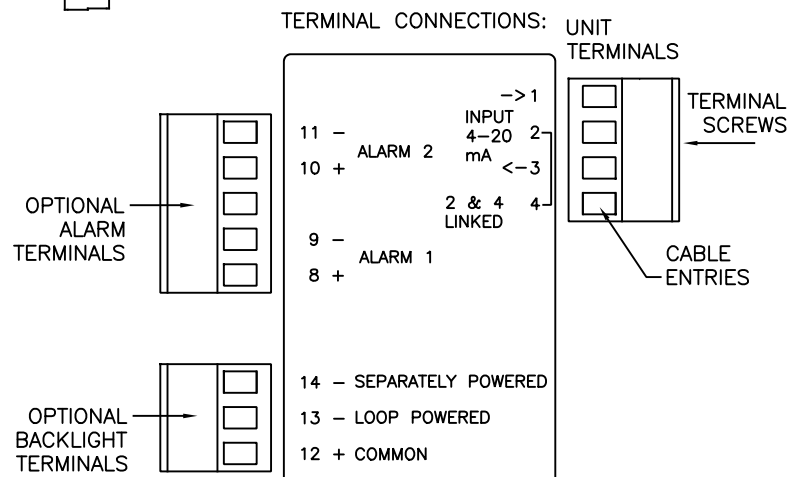 TERMINAL CONNECTIONS:
UNIT
TERMINALS
->1
INPUT
4-20 2
mA
<-3
2 & 4 4
LINKED
TERMINAL
SCREWS
CABLE
ENTRIES
11 -
ALARM 2
10 +
9 -
ALARM 1
8 +
OPTIONAL
ALARM
TERMINALS
14 - SEPARATELY POWERED
13 - LOOP POWERED
12 + COMMON
OPTIONAL
BACKLIGHT
TERMINALS